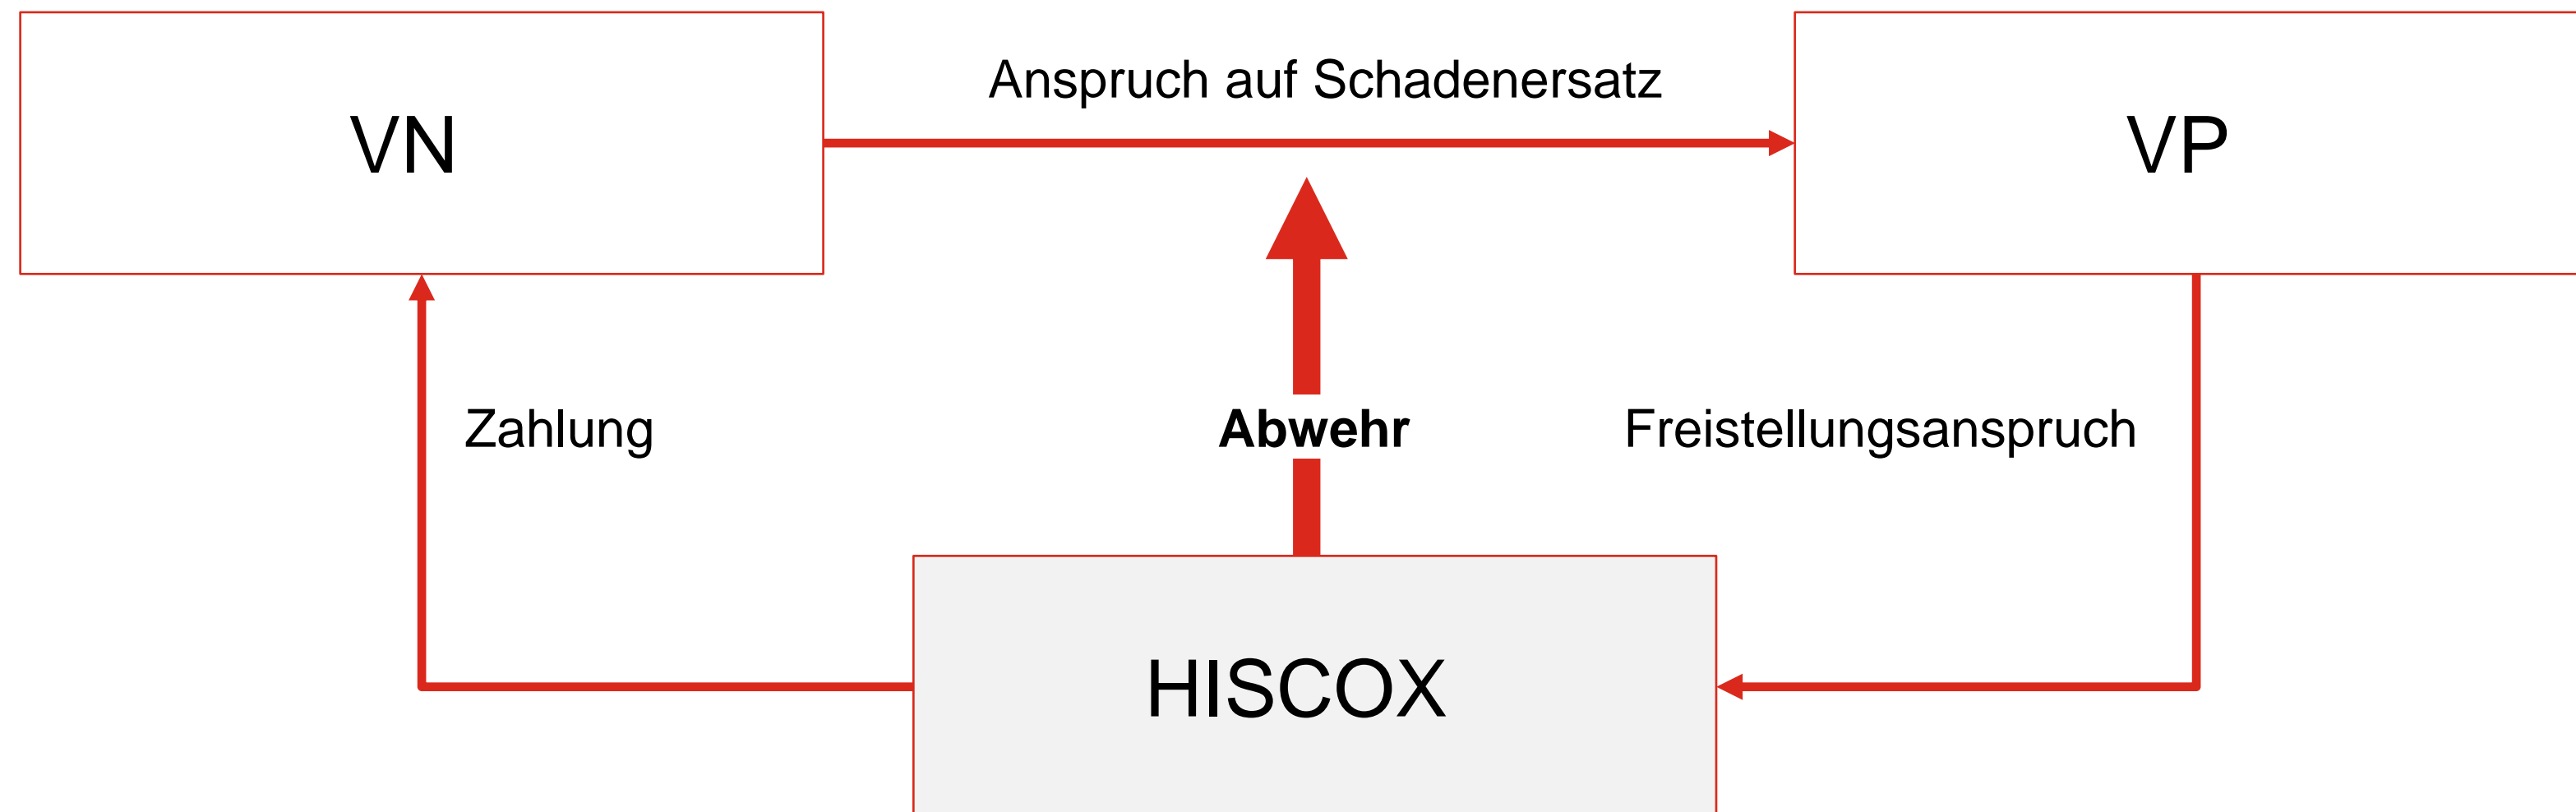 VN
Anspruch auf Schadenersatz
VP
Zahlung
Abwehr
Freistellungsanspruch
HISCOX